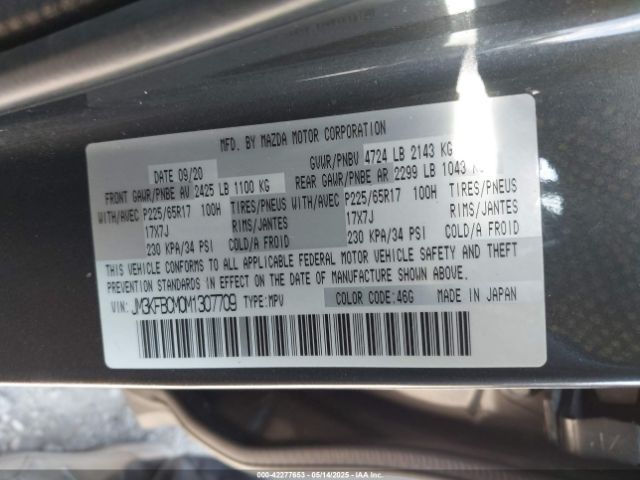 MFD. BY MAZDA MOTOR CORPORATION
DATE 09/20 GVWR/PNBV 4724 LB 2143 KG
FRONT GAWR/PNBE AV 2425 LB 1100 KG REAR GAWR/PNBE AR 2299 LB 1043
WITH/AVEC P225/65R17 100H TIRES/PNEUS WITH/AVEC P225/65R17 100H TIRES/PNEUS
17X7J RIMS/JANTES 17X7J RIMS/JANTES
230 KPA/34 PSI COLD/A FROID 230 KPA/34 PSI COLD/A FROID
THIS VEHICLE CONFORMS TO ALL APPLICABLE FEDERAL MOTOR VEHICLE SAFETY AND THEFT
PREVENTION STANDARDS IN EFFECT ON THE DATE OF MANUFACTURE SHOWN ABOVE.
VIN: JM3KFBCM0M1307709 TYPE:MPV COLOR CODE:46G MADE IN JAPAN
000-42277653 - 05/14/2025 - IAA, Inc.